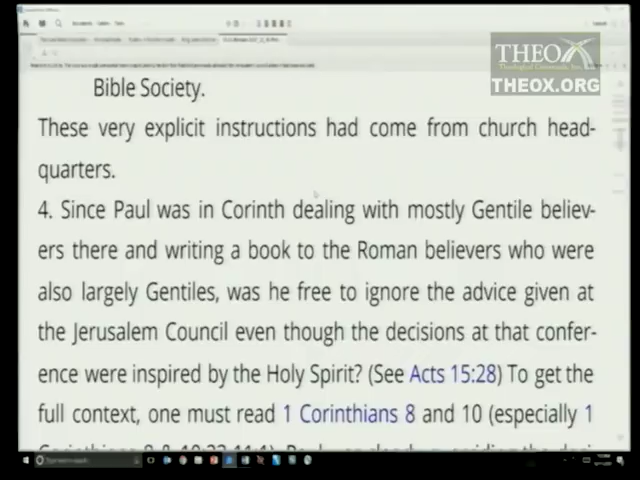 THEOX
THEOX.ORG
Bible Society.
These very explicit instructions had come from church head-
quarters.
4. Since Paul was in Corinth dealing with mostly Gentile believ-
ers there and writing a book to the Roman believers who were
also largely Gentiles, was he free to ignore the advice given at
the Jerusalem Council even though the decisions at that confer-
ence were inspired by the Holy Spirit? (See Acts 15:28) To get the
full context, one must read 1 Corinthians 8 and 10 (especially 1